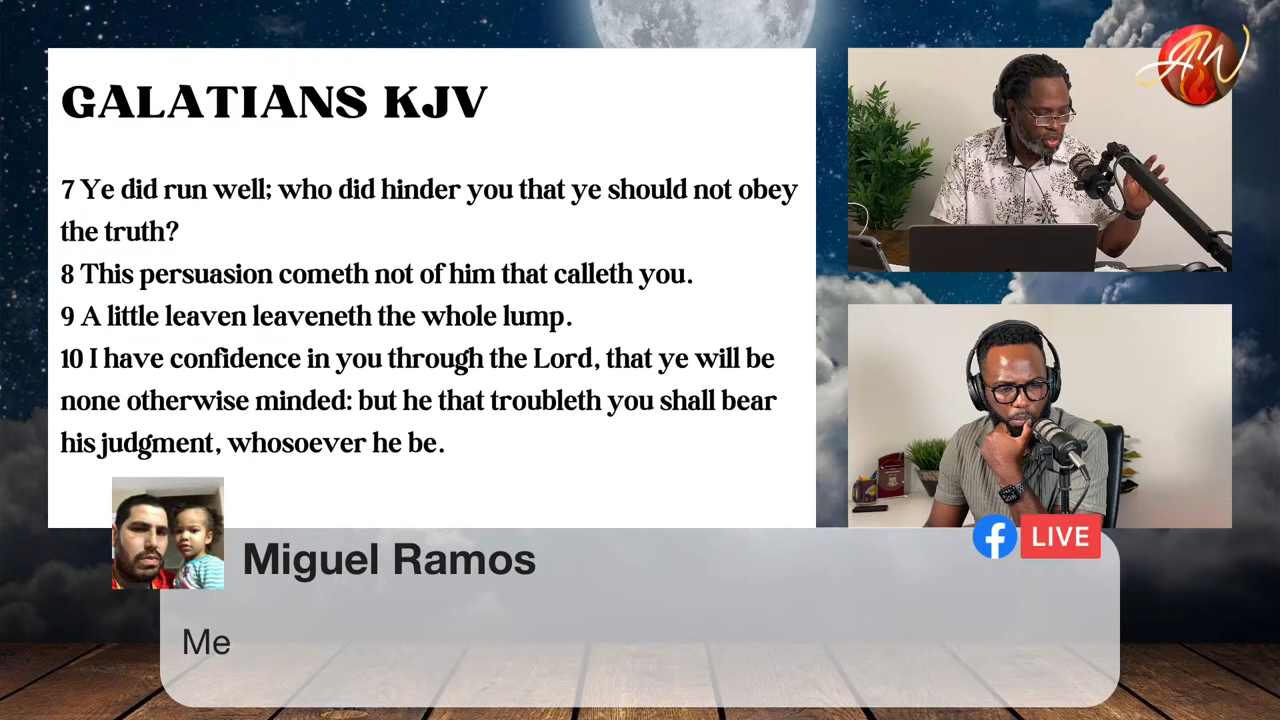 GALATIANS KJV
7 Ye did run well; who did hinder you that ye should not obey
the truth?
8 This persuasion cometh not of him that calleth you.
9 A little leaven leaveneth the whole lump.
10 I have confidence in you through the Lord, that ye will be
none otherwise minded: but he that troubleth you shall bear
his judgment, whosoever he be.
AW
LIVE
Miguel Ramos
Me